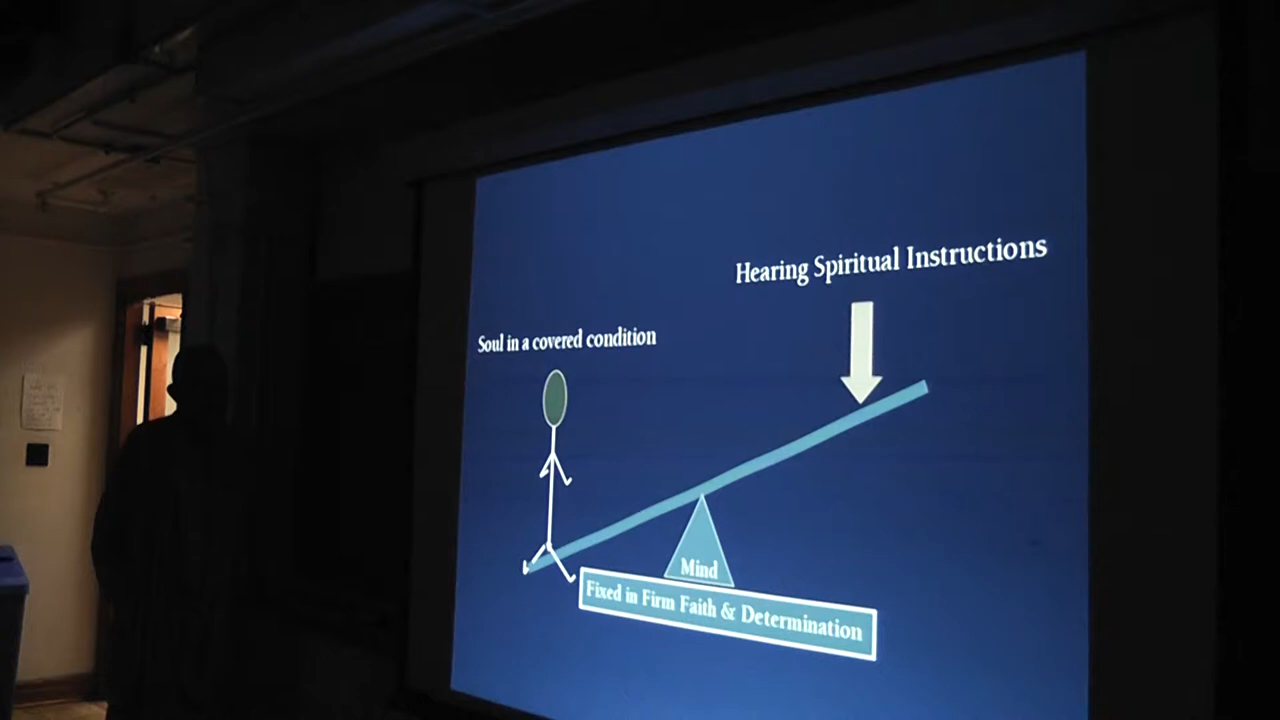 Hearing Spiritual Instructions
Soul in a covered condition
Mind
Fixed in Firm Faith & Determination